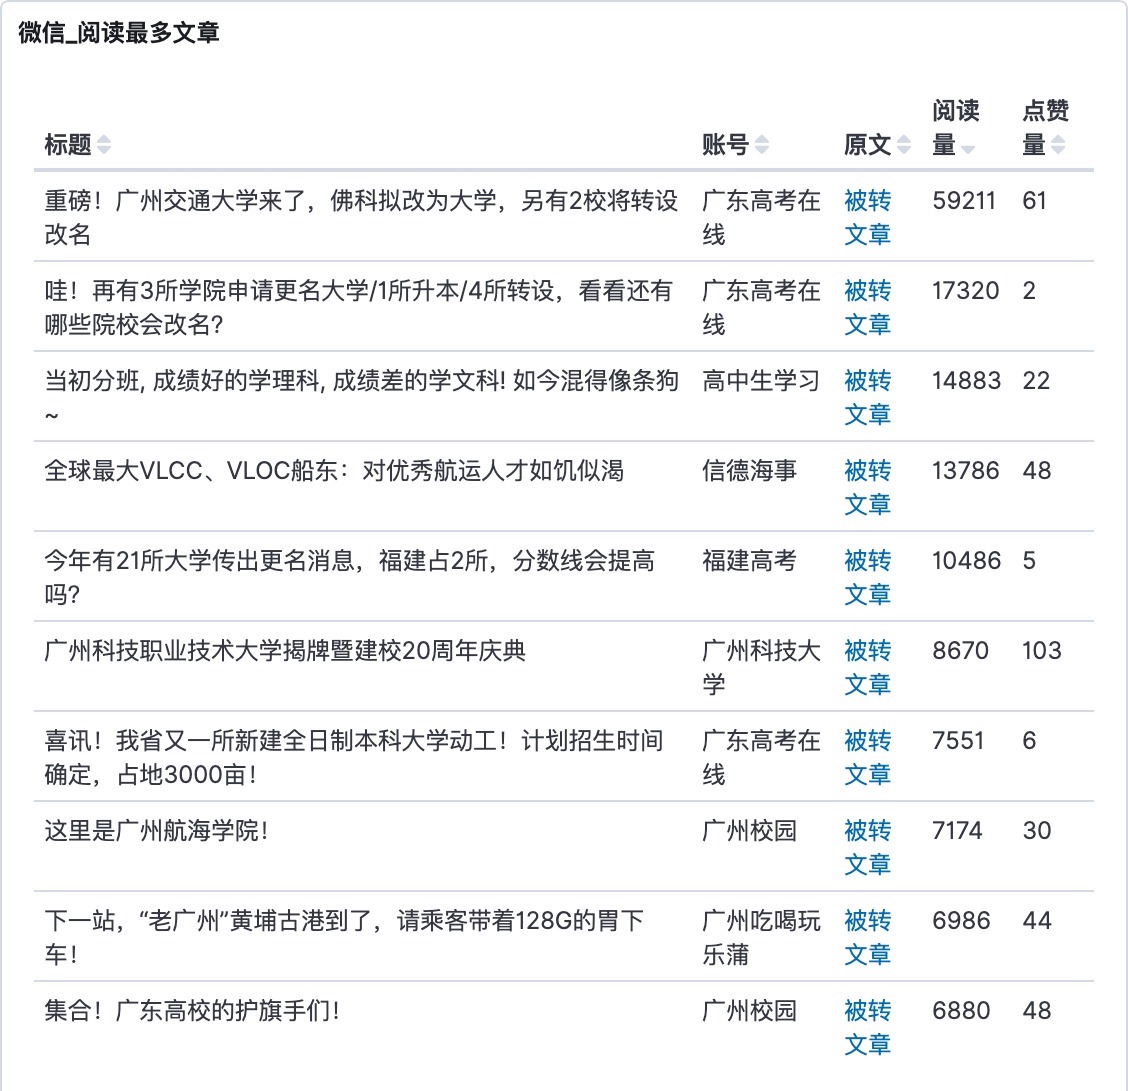 微信_阅读最多文章
标题 账号 原文 阅读量 点赞量
重磅！广州交通大学来了，佛科拟改为大学，另有2校将转设
改名
广东高考在
线
被转
文章
59211 61
哇！再有3所学院申请更名大学/1所升本/4所转设，看看还有
哪些院校会改名?
广东高考在
线
被转
文章
17320 2
当初分班, 成绩好的学理科, 成绩差的学文科! 如今混得像条狗
~
高中生学习
被转
文章
14883 22
全球最大VLCC、VLOC船东：对优秀航运人才如饥似渴
信德海事
被转
文章
13786 48
今年有21所大学传出更名消息，福建占2所，分数线会提高
吗?
福建高考
被转
文章
10486 5
广州科技职业技术大学揭牌暨建校20周年庆典
广州科技大
学
被转
文章
8670 103
喜讯！我省又一所新建全日制本科大学动工！计划招生时间
确定，占地3000亩！
广东高考在
线
被转
文章
7551 6
这里是广州航海学院！
广州校园
被转
文章
7174 30
下一站，“老广州”黄埔古港到了，请乘客带着128G的胃下
车！
广州吃喝玩
乐蒲
被转
文章
6986 44
集合！广东高校的护旗手们！
广州校园
被转
文章
6880 48